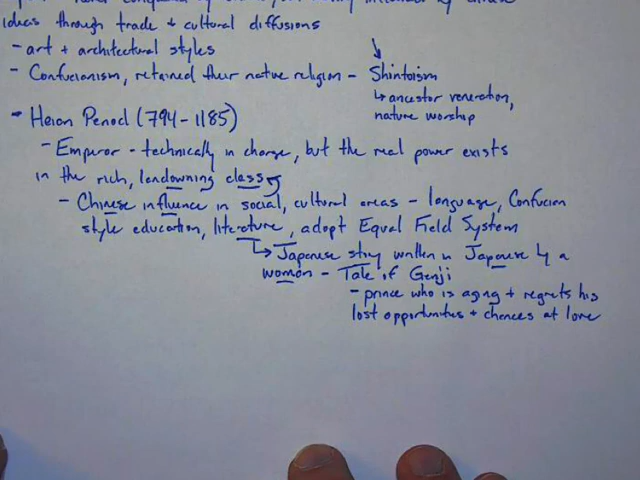 ideas through trade + cultural diffusions
- art + architectural styles
- Confucianism, retained their native religion - Shintoism
↳ ancestor veneration,
nature worship
- Heian Period (794-1185)
- Emperor - technically in charge, but the real power exists
in the rich, landowning class
- Chinese influence in social, cultural areas - language, Confucian
style education, literature, adopt Equal Field System
↳ Japanese story written in Japanese by a
woman - Tale of Genji
- prince who is aging + regrets his
lost opportunities + chances at love